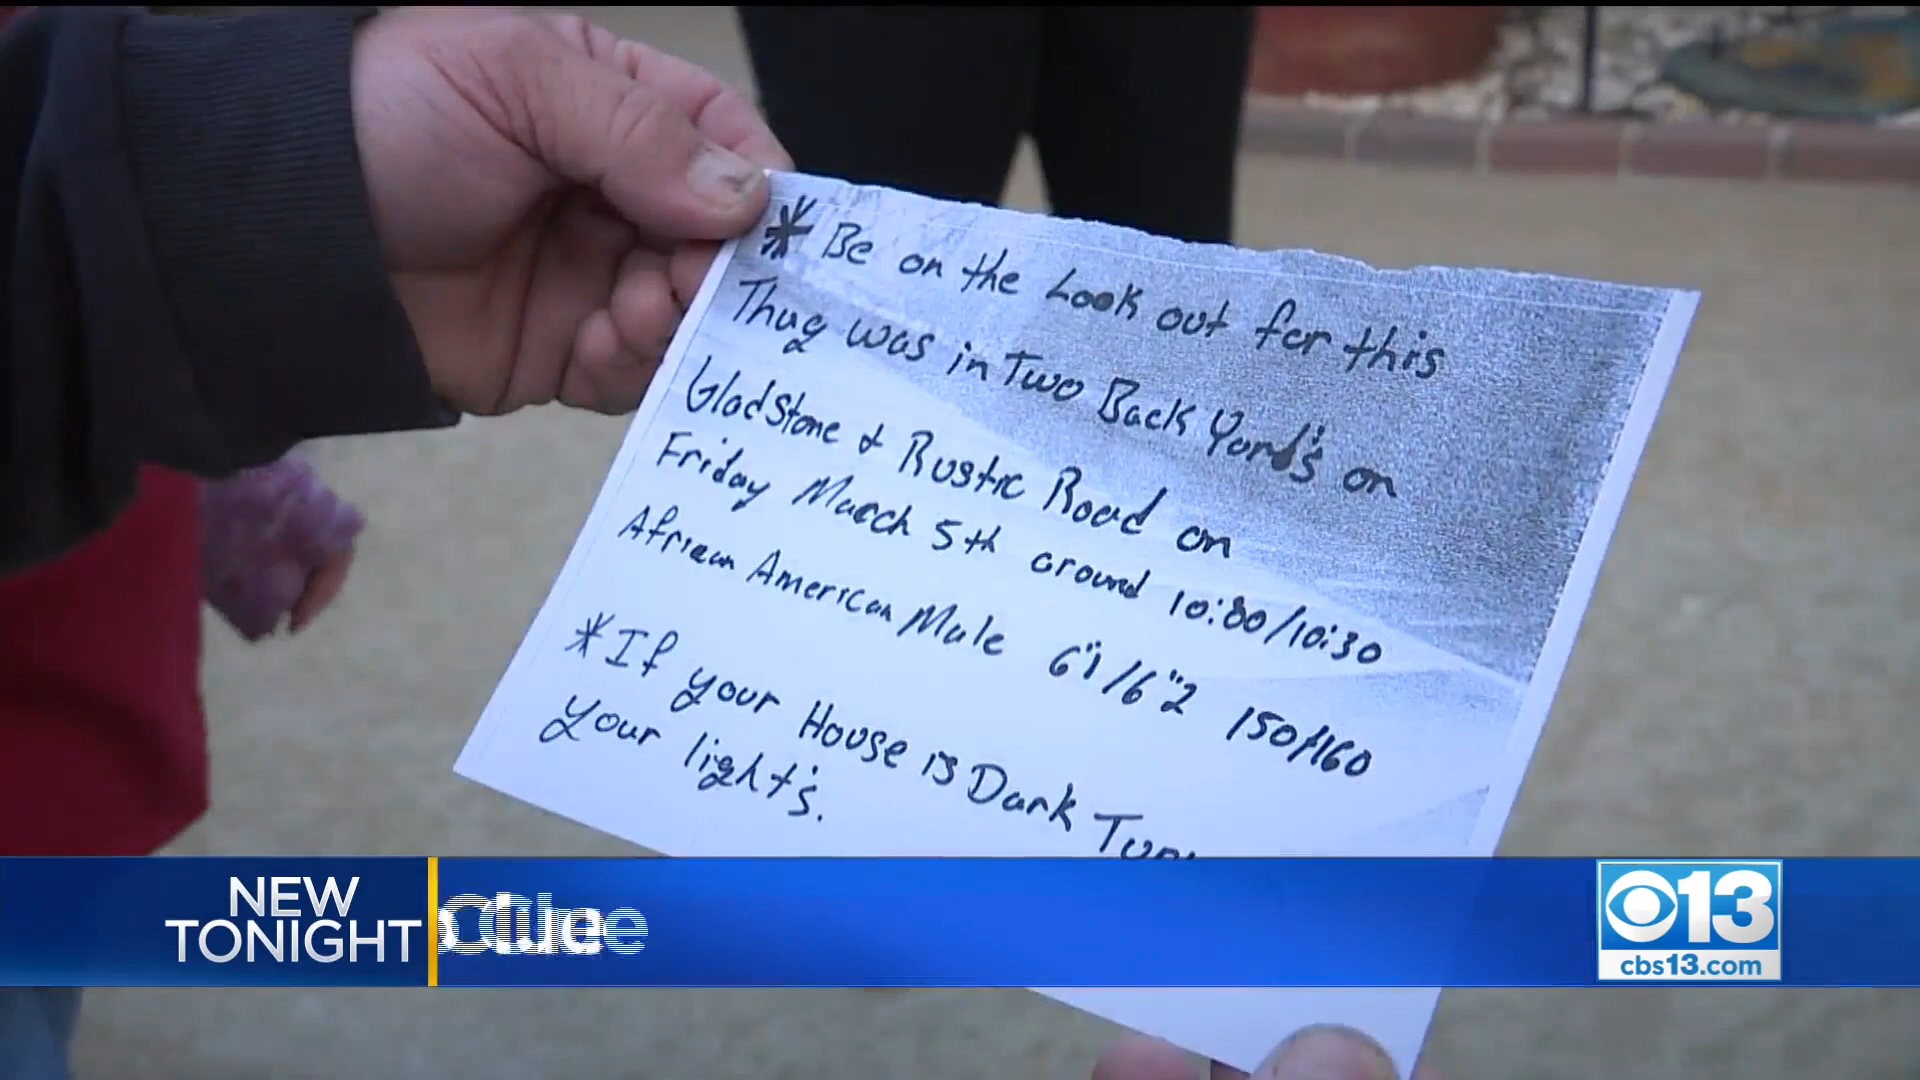 * Be on the Look out for this
Thug was in Two Back Yard's on
Gladstone & Rustic Road on
Friday March 5th around 10:00/10:30
African American Male 6"1/6"2 150/160
* If your House is Dark Turn
your light's.
NEW
TONIGHT
Clue
13
cbs13.com